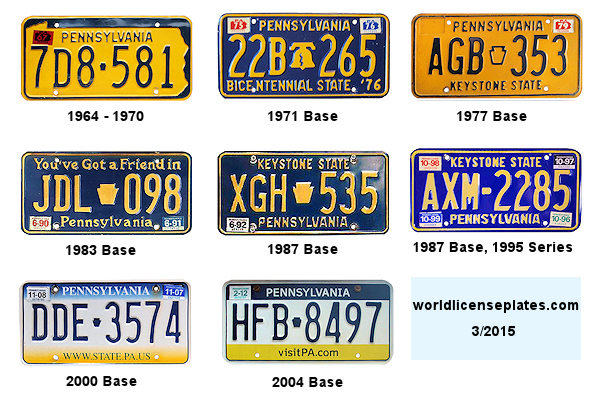 67
PENNSYLVANIA
7D8·581
1964 - 1970
75 PENNSYLVANIA 76
22B 265
BICENTENNIAL STATE '76
1971 Base
PENNSYLVANIA 79
AGB 353
KEYSTONE STATE
1977 Base
You've Got a Friend in
JDL 098
6-90 Pennsylvania 6-91
1983 Base
KEYSTONE STATE
XGH 535
6-92 PENNSYLVANIA
1987 Base
10-98 KEYSTONE STATE 10-97
AXM-2285
10-99 PENNSYLVANIA 10-96
1987 Base, 1995 Series
11-08 PENNSYLVANIA 11-07
DDE·3574
WWW.STATE.PA.US
2000 Base
2-12 PENNSYLVANIA
HFB 8497
visitPA.com
2004 Base
worldlicenseplates.com
3/2015